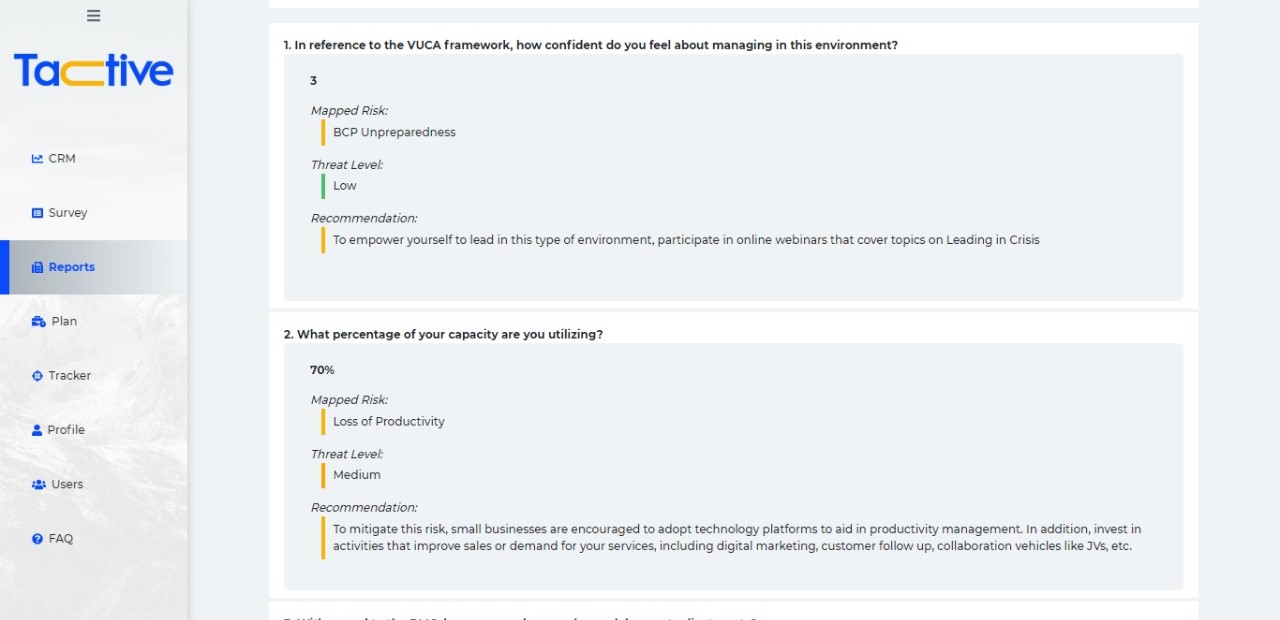 Tactive
CRM
Survey
Reports
Plan
Tracker
Profile
Users
FAQ
1. In reference to the VUCA framework, how confident do you feel about managing in this environment?
3
Mapped Risk:
BCP Unpreparedness
Threat Level:
Low
Recommendation:
To empower yourself to lead in this type of environment, participate in online webinars that cover topics on Leading in Crisis
2. What percentage of your capacity are you utilizing?
70%
Mapped Risk:
Loss of Productivity
Threat Level:
Medium
Recommendation:
To mitigate this risk, small businesses are encouraged to adopt technology platforms to aid in productivity management. In addition, invest in
activities that improve sales or demand for your services, including digital marketing, customer follow up, collaboration vehicles like JVs, etc.